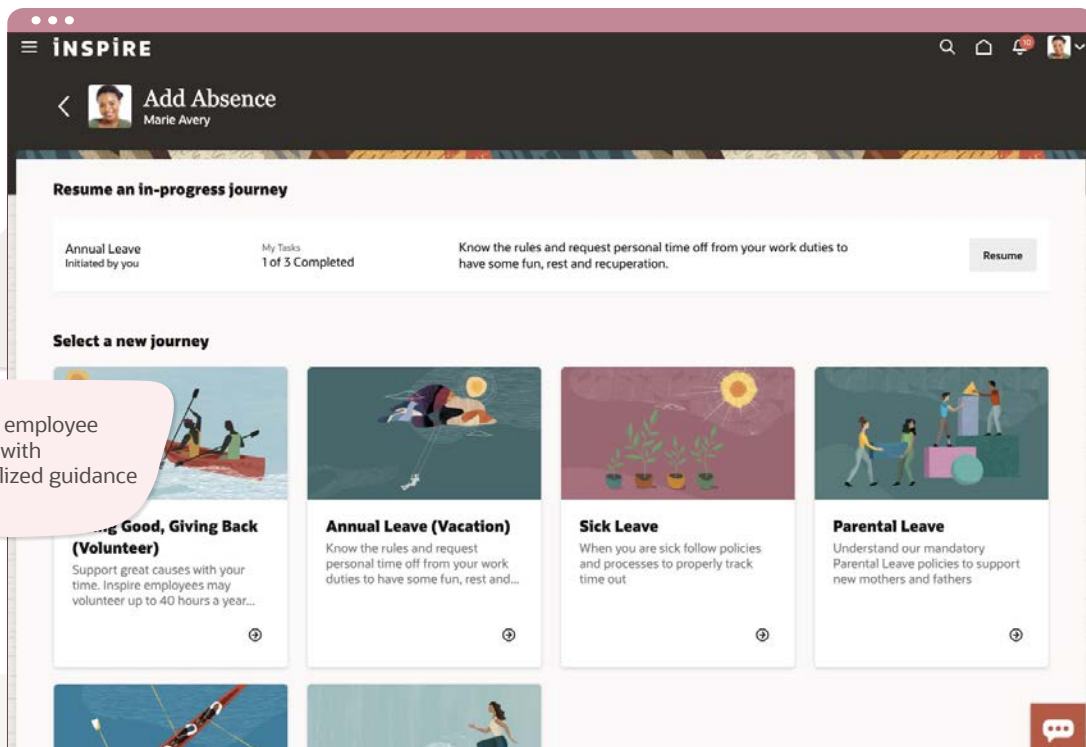 iNSPiRE
10
Add Absence
Marie Avery
Resume an in-progress journey
Annual Leave
Initiated by you
My Tasks
1 of 3 Completed
Know the rules and request personal time off from your work duties to
have some fun, rest and recuperation.
Resume
Select a new journey
employee
with
lized guidance
Good, Giving Back
(Volunteer)
Support great causes with your
time. Inspire employees may
volunteer up to 40 hours a year...
Annual Leave (Vacation)
Know the rules and request
personal time off from your work
duties to have some fun, rest and...
Sick Leave
When you are sick follow policies
and processes to properly track
time out
Parental Leave
Understand our mandatory
Parental Leave policies to support
new mothers and fathers